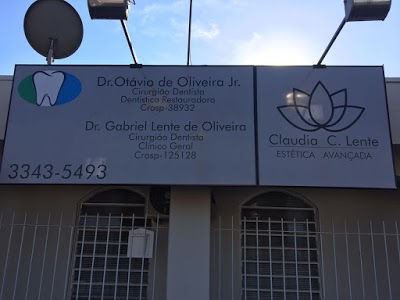 Dr.Otávio de Oliveira Jr.
Cirurgião Dentista
Dentística Restauradora
Crosp-38932
Dr. Gabriel Lente de Oliveira
Cirurgião Dentista
Clínico Geral
Crosp-125128
3343-5493
Claudia C. Lente
ESTÉTICA AVANÇADA